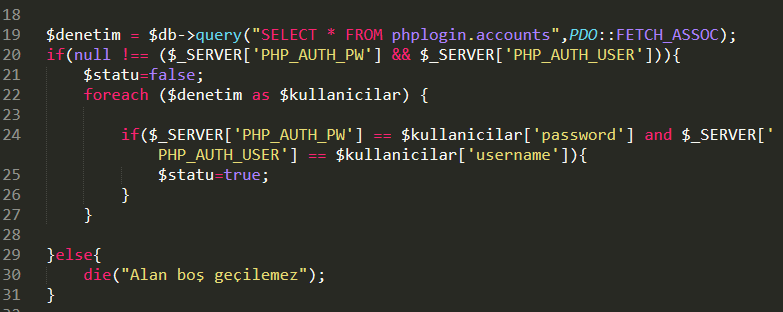 18
19 $denetim = $db->query("SELECT * FROM phplogin.accounts",PDO::FETCH_ASSOC);
20 if(null !== ($_SERVER['PHP_AUTH_PW'] && $_SERVER['PHP_AUTH_USER'])){
21 $statu=false;
22 foreach ($denetim as $kullanicilar) {
23
24 if($_SERVER['PHP_AUTH_PW'] == $kullanicilar['password'] and $_SERVER['
PHP_AUTH_USER'] == $kullanicilar['username']){
25 $statu=true;
26 }
27 }
28
29 }else{
30 die("Alan boş geçilemez");
31 }